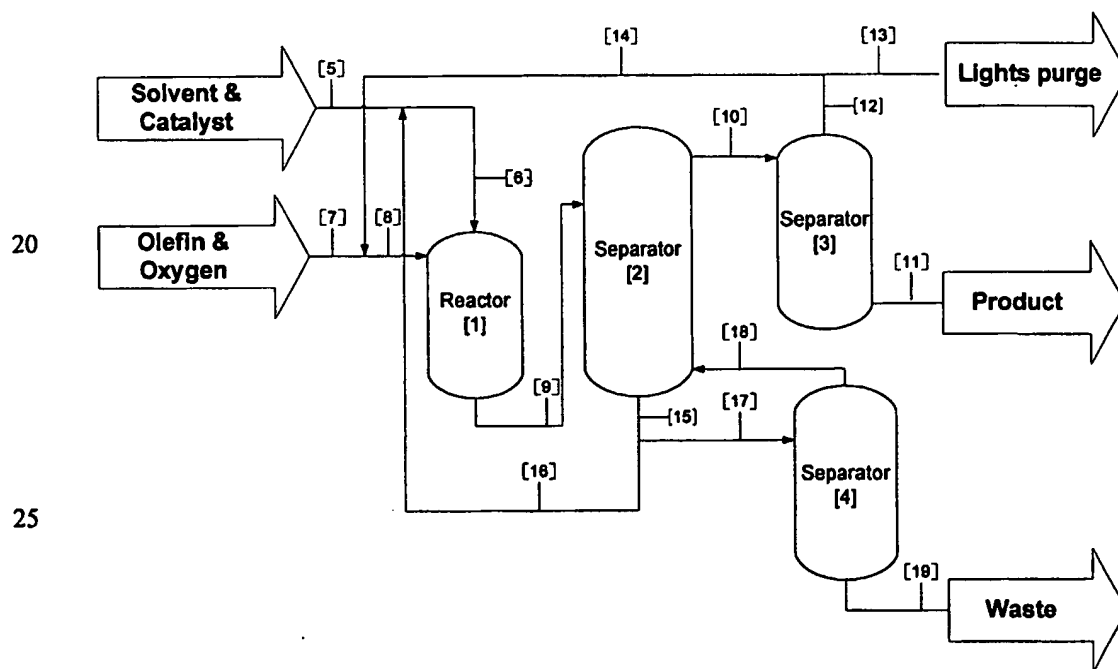 [14]
[13]
[5]
Solvent &
Catalyst
Lights purge
[12]
[10]
[6]
[7]
[8]
20
Olefin &
Oxygen
Separator
[2]
Separator
[3]
[11]
Reactor
[1]
Product
[18]
[9]
[15]
[17]
[16]
Separator
[4]
25
[19]
Waste